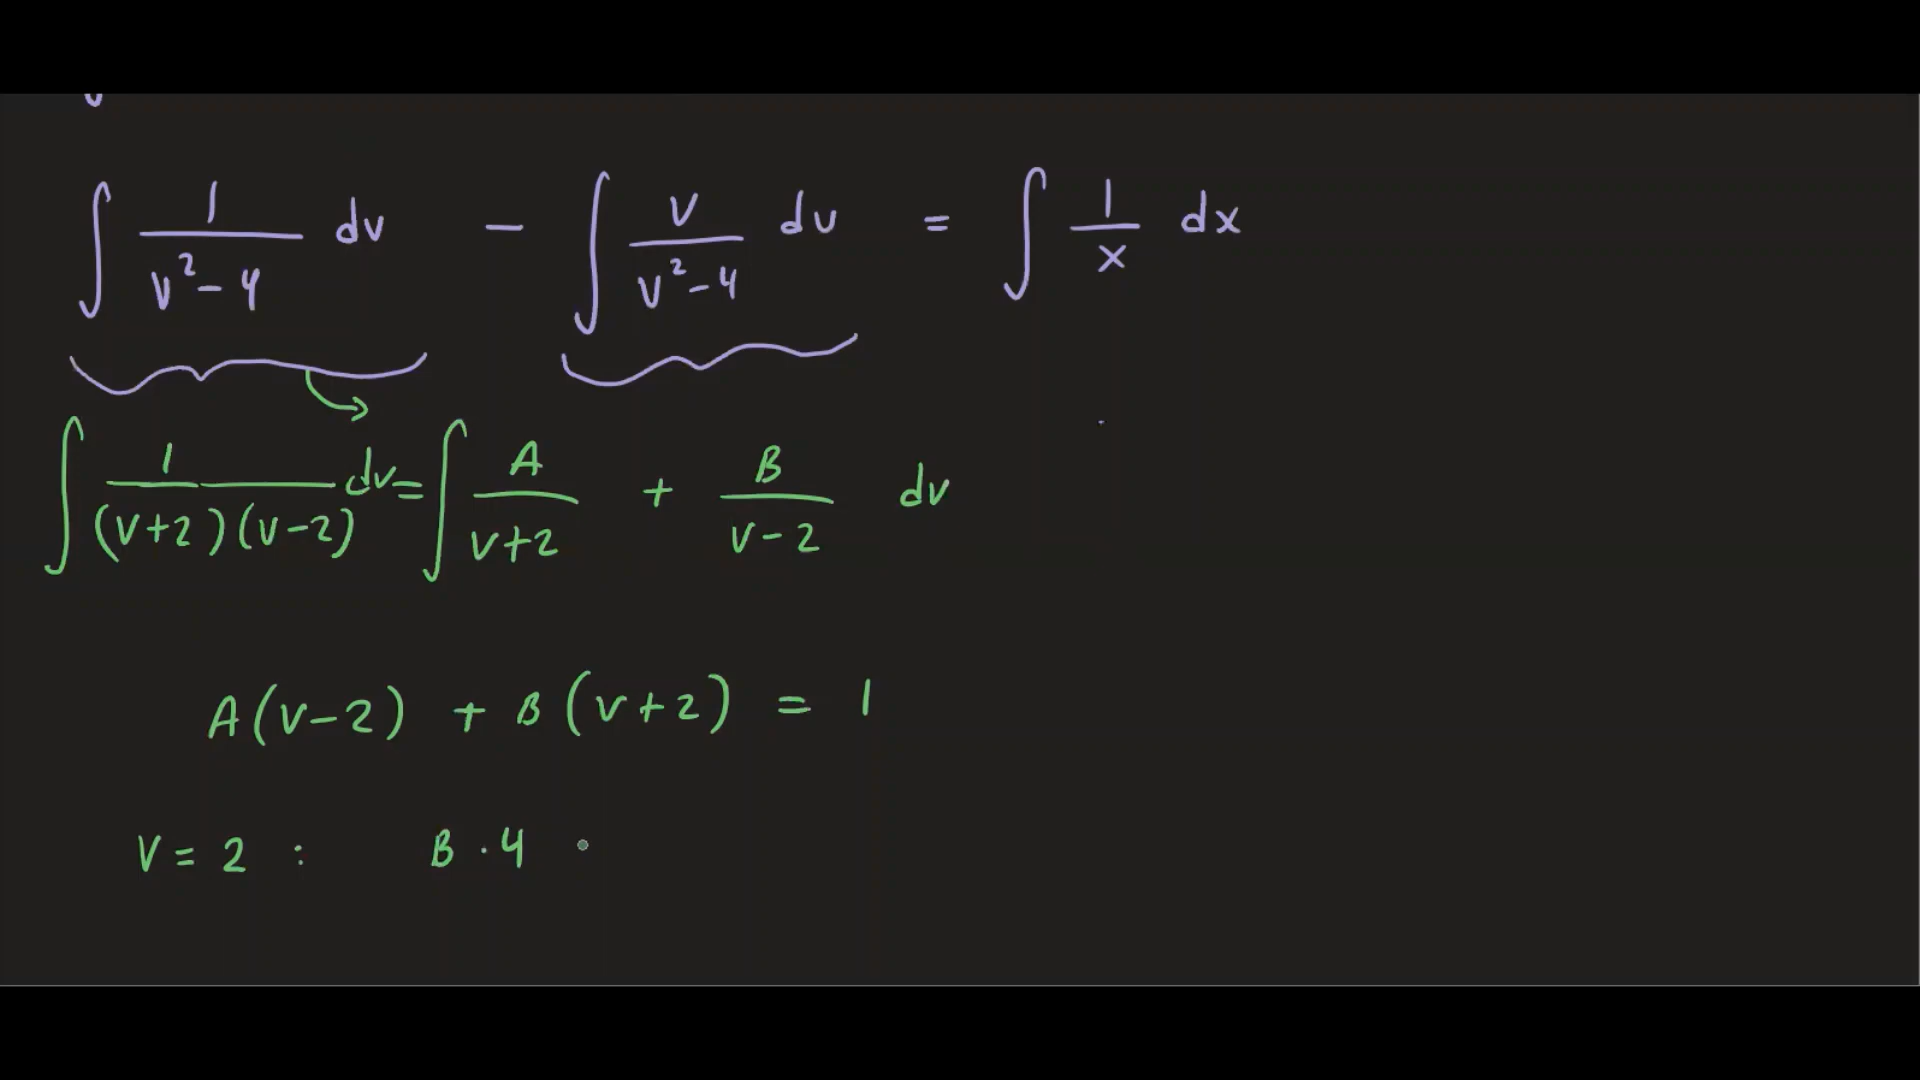 ∫ 1/(v²-4) dv - ∫ v/(v²-4) dv = ∫ 1/x dx
∫ 1/((v+2)(v-2)) dv = ∫ A/(v+2) + B/(v-2) dv
A(v-2) + B(v+2) = 1
v = 2 : B · 4